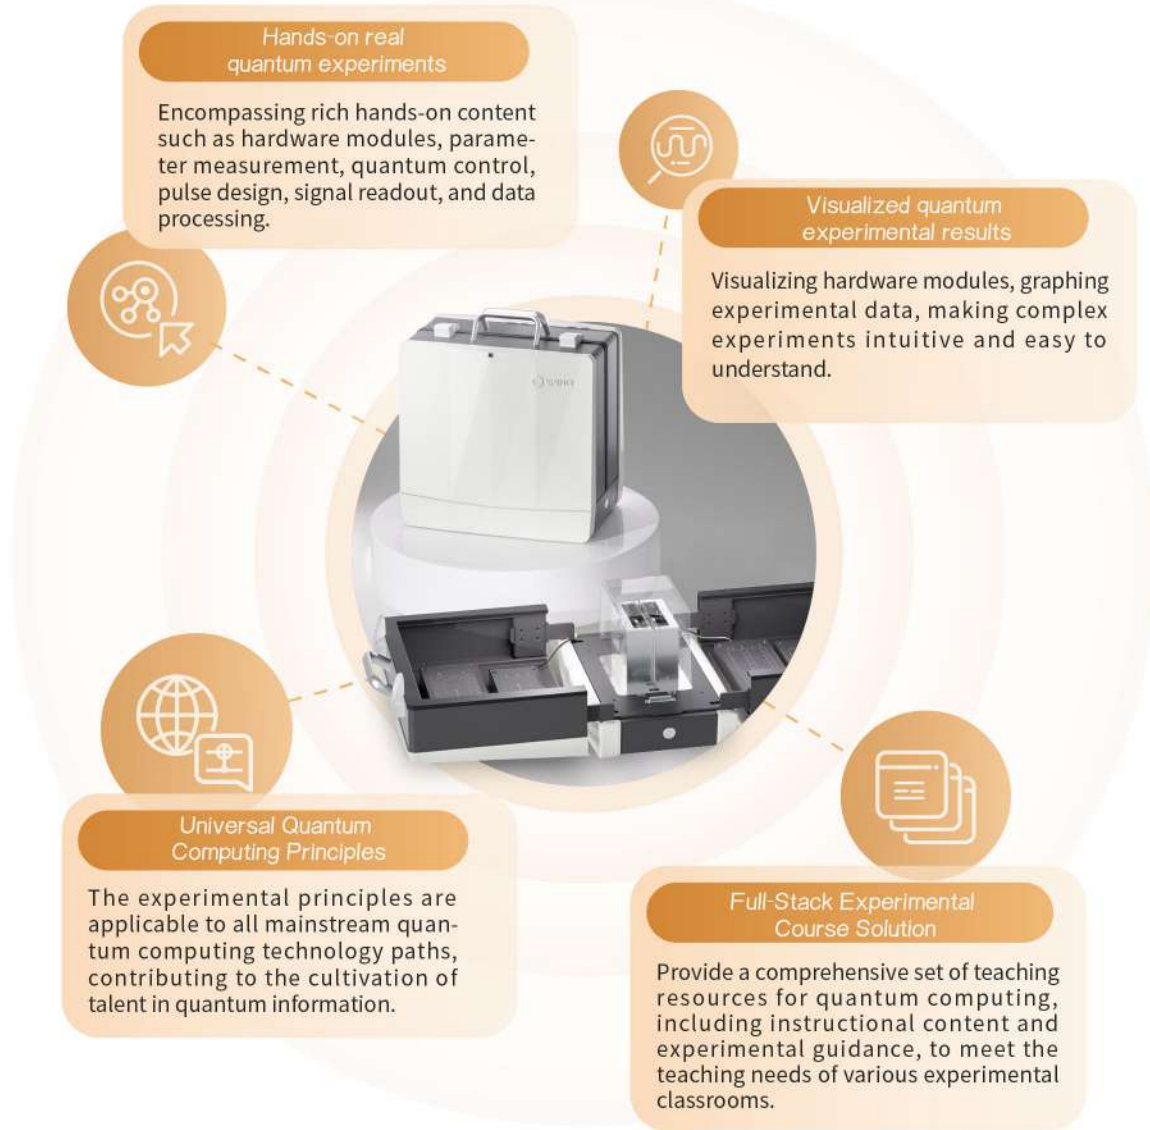 Hands-on real
quantum experiments
Encompassing rich hands-on content
such as hardware modules, parame-
ter measurement, quantum control,
pulse design, signal readout, and data
processing.
Visualized quantum
experimental results
Visualizing hardware modules, graphing
experimental data, making complex
experiments intuitive and easy to
understand.
Universal Quantum
Computing Principles
The experimental principles are
applicable to all mainstream quan-
tum computing technology paths,
contributing to the cultivation of
talent in quantum information.
Full-Stack Experimental
Course Solution
Provide a comprehensive set of teaching
resources for quantum computing,
including instructional content and
experimental guidance, to meet the
teaching needs of various experimental
classrooms.